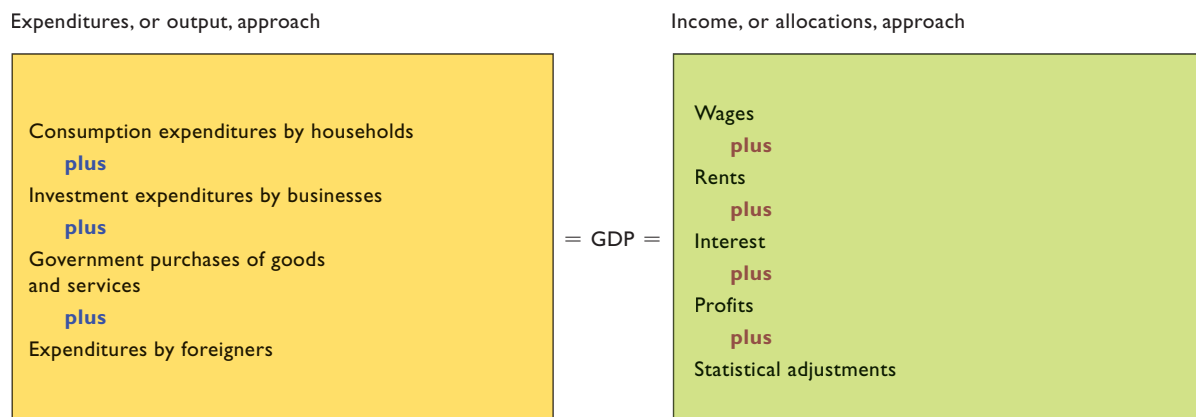 Expenditures, or output, approach
Consumption expenditures by households
plus
Investment expenditures by businesses
plus
Government purchases of goods
and services
plus
Expenditures by foreigners
= GDP =
Income, or allocations, approach
Wages
plus
Rents
plus
Interest
plus
Profits
plus
Statistical adjustments